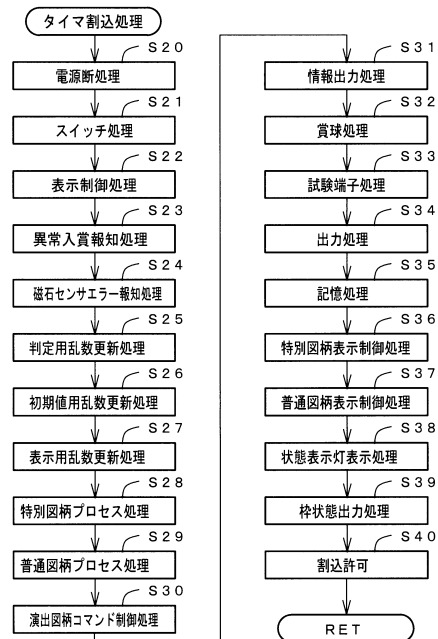 タイマ割込処理
S20
電源断処理
S21
スイッチ処理
S22
表示制御処理
S23
異常入賞報知処理
S24
磁石センサエラー報知処理
S25
判定用乱数更新処理
S26
初期値用乱数更新処理
S27
表示用乱数更新処理
S28
特別図柄プロセス処理
S29
普通図柄プロセス処理
S30
演出図柄コマンド制御処理
S31
情報出力処理
S32
賞球処理
S33
試験端子処理
S34
出力処理
S35
記憶処理
S36
特別図柄表示制御処理
S37
普通図柄表示制御処理
S38
状態表示灯表示処理
S39
枠状態出力処理
S40
割込許可
RET